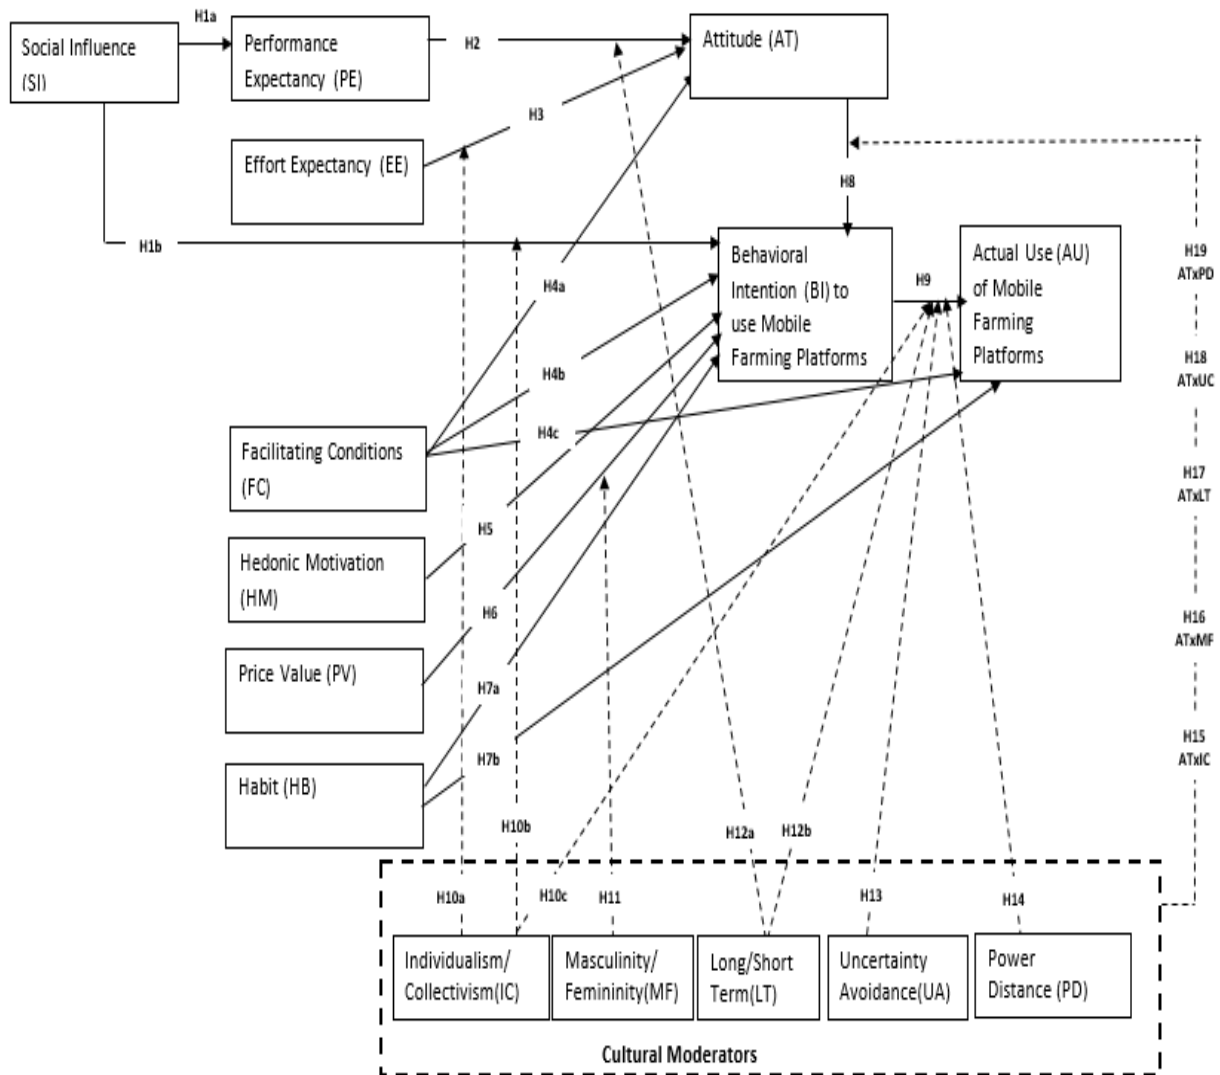 H1a
Social Influence
(SI)
Performance
Expectancy (PE)
H2
Attitude (AT)
H3
Effort Expectancy (EE)
H8
H1b
Behavioral
Intention (BI) to
use Mobile
Farming Platforms
H9
Actual Use (AU)
of Mobile
Farming
Platforms
H19
ATxPD
H4a
H4b
H18
ATxUC
H4c
Facilitating Conditions
(FC)
H17
ATxLT
H5
Hedonic Motivation
(HM)
H6
H16
ATxMF
Price Value (PV)
H7a
H7b
H15
ATxIC
Habit (HB)
H10b
H12a
H12b
H10a
H10c
H11
H13
H14
Individualism/
Collectivism(IC)
Masculinity/
Femininity(MF)
Long/Short
Term(LT)
Uncertainty
Avoidance(UA)
Power
Distance (PD)
Cultural Moderators